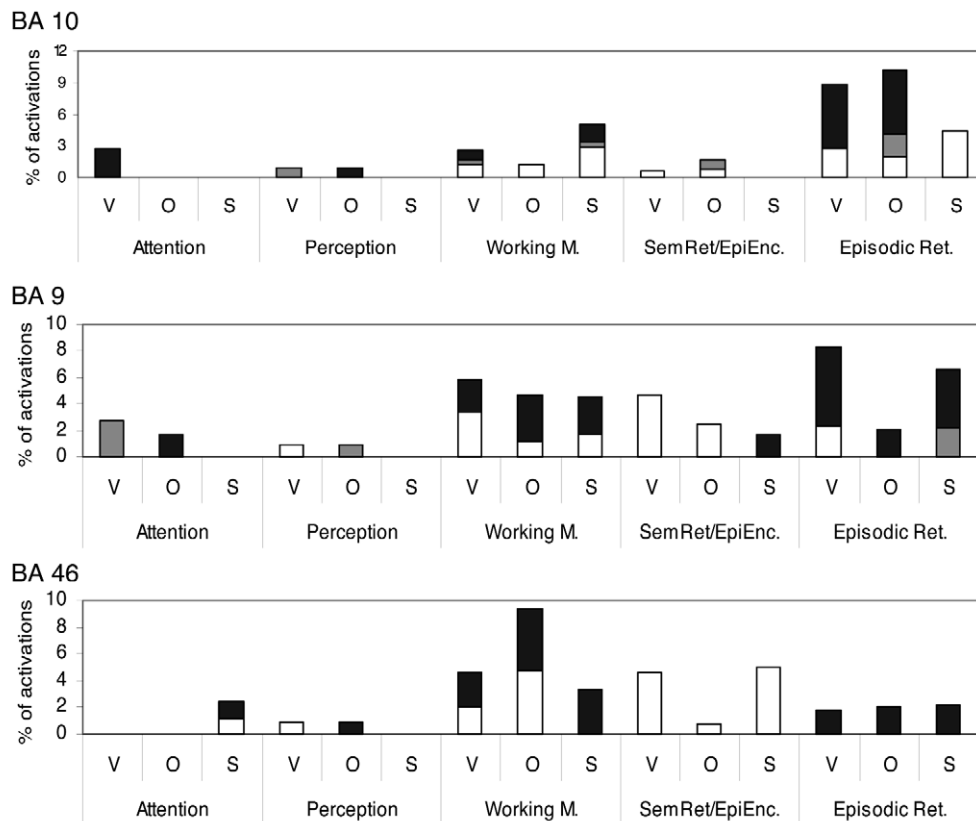 BA 10
% of activations
12
9
6
3
0
V O S V O S V O S V O S V O S
Attention Perception Working M. SemRet/EpiEnc. Episodic Ret.
BA 9
% of activations
10
8
6
4
2
0
V O S V O S V O S V O S V O S
Attention Perception Working M. SemRet/EpiEnc. Episodic Ret.
BA 46
% of activations
10
8
6
4
2
0
V O S V O S V O S V O S V O S
Attention Perception Working M. SemRet/EpiEnc. Episodic Ret.